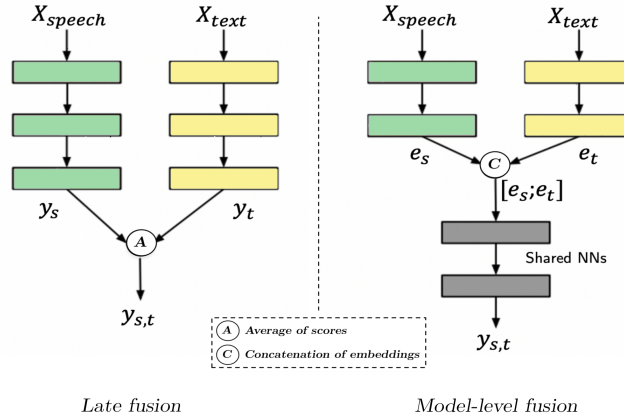 X_speech X_text
y_s y_t
A
y_s,t
Late fusion
X_speech X_text
e_s e_t
C
[e_s;e_t]
Shared NNs
y_s,t
Model-level fusion
A Average of scores
C Concatenation of embeddings